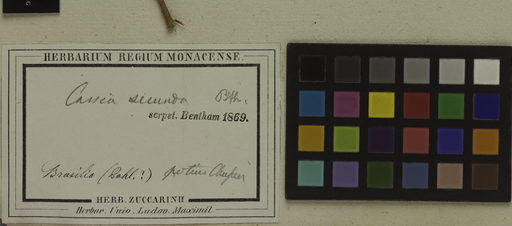 HERBARIUM REGIUM MONACENSE.
Cassia secunda Bth.
scrpst. Bentham 1869.
Brasilia (Pohl.?)
HERB. ZUCCARINII
Herbar. Univ. Ludov. Maximil.